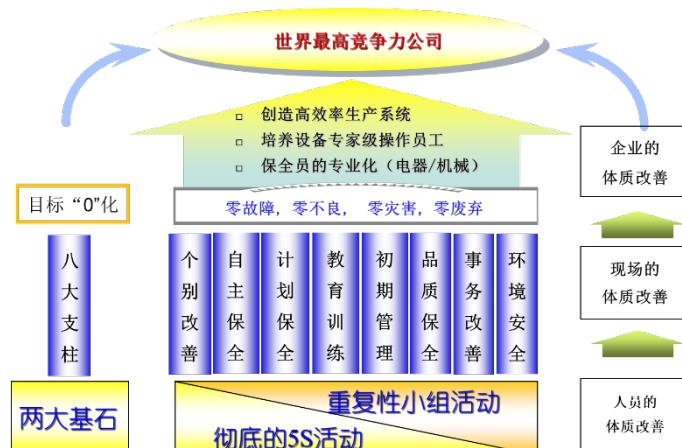 世界最高竞争力公司
□ 创造高效率生产系统
□ 培养设备专家级操作员工
□ 保全员的专业化（电器/机械）
目标“0”化
零故障, 零不良, 零灾害, 零废弃
八大支柱
个别改善
自主保全
计划保全
教育训练
初期管理
品质保全
事务改善
环境安全
两大基石
重复性小组活动
彻底的5S活动
企业的
体质改善
现场的
体质改善
人员的
体质改善